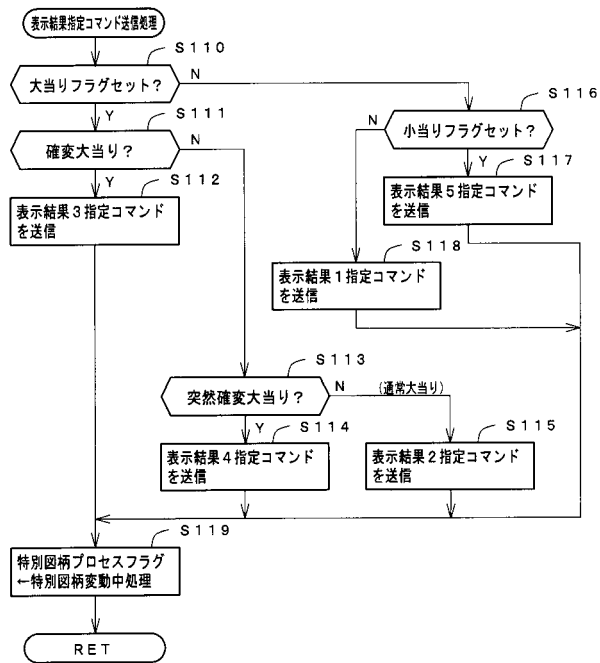 表示結果指定コマンド送信処理
S110
大当りフラグセット?
N
Y
S111
確変大当り?
N
Y
S112
表示結果3指定コマンド
を送信
S116
小当りフラグセット?
N
Y
S117
表示結果5指定コマンド
を送信
S118
表示結果1指定コマンド
を送信
S113
突然確変大当り?
N
(通常大当り)
Y
S114
表示結果4指定コマンド
を送信
S115
表示結果2指定コマンド
を送信
S119
特別図柄プロセスフラグ
←特別図柄変動中処理
RET